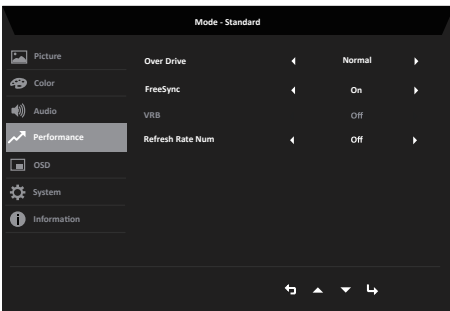 Mode - Standard
Picture
Color
Audio
Performance
OSD
System
Information
Over Drive Normal
FreeSync On
VRB Off
Refresh Rate Num Off